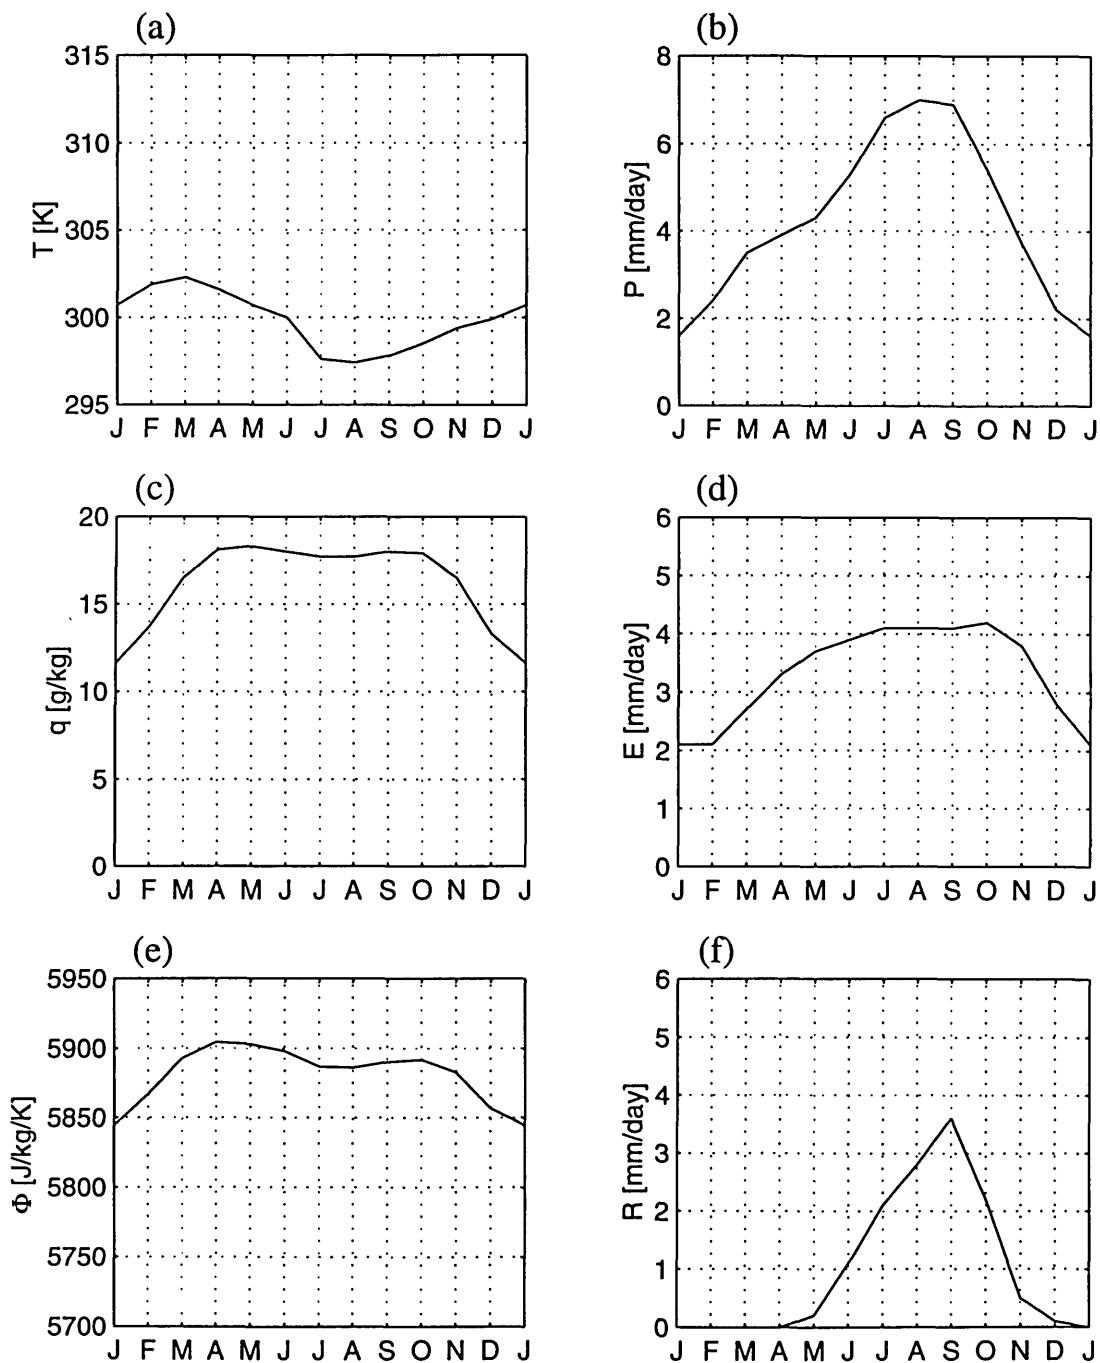 (a)
315
310
305
300
295
T [K]
J F M A M J J A S O N D J
(b)
8
6
4
2
0
P [mm/day]
J F M A M J J A S O N D J
(c)
20
15
10
5
0
q [g/kg]
J F M A M J J A S O N D J
(d)
6
5
4
3
2
1
0
E [mm/day]
J F M A M J J A S O N D J
(e)
5950
5900
5850
5800
5750
5700
Φ [J/kg/K]
J F M A M J J A S O N D J
(f)
6
5
4
3
2
1
0
R [mm/day]
J F M A M J J A S O N D J